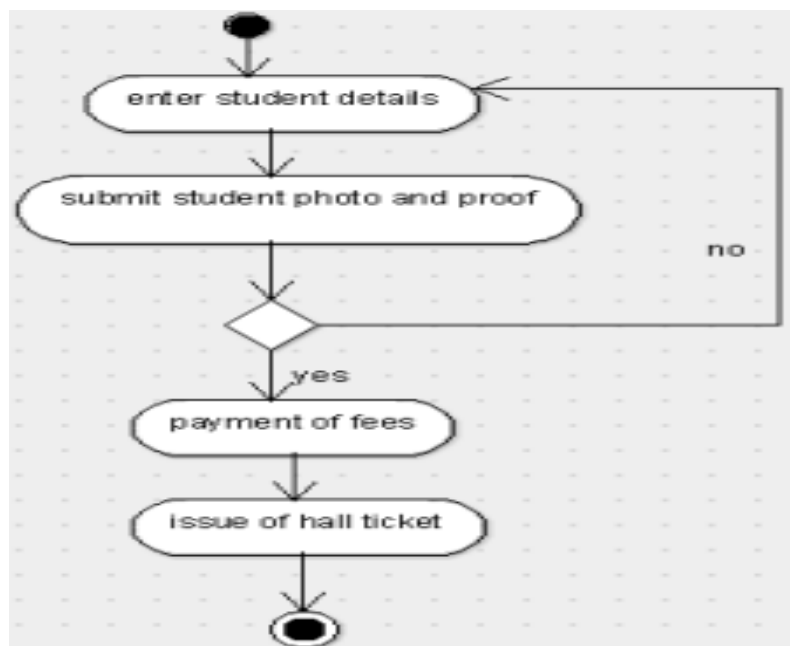 enter student details
submit student photo and proof
no
yes
payment of fees
issue of hall ticket